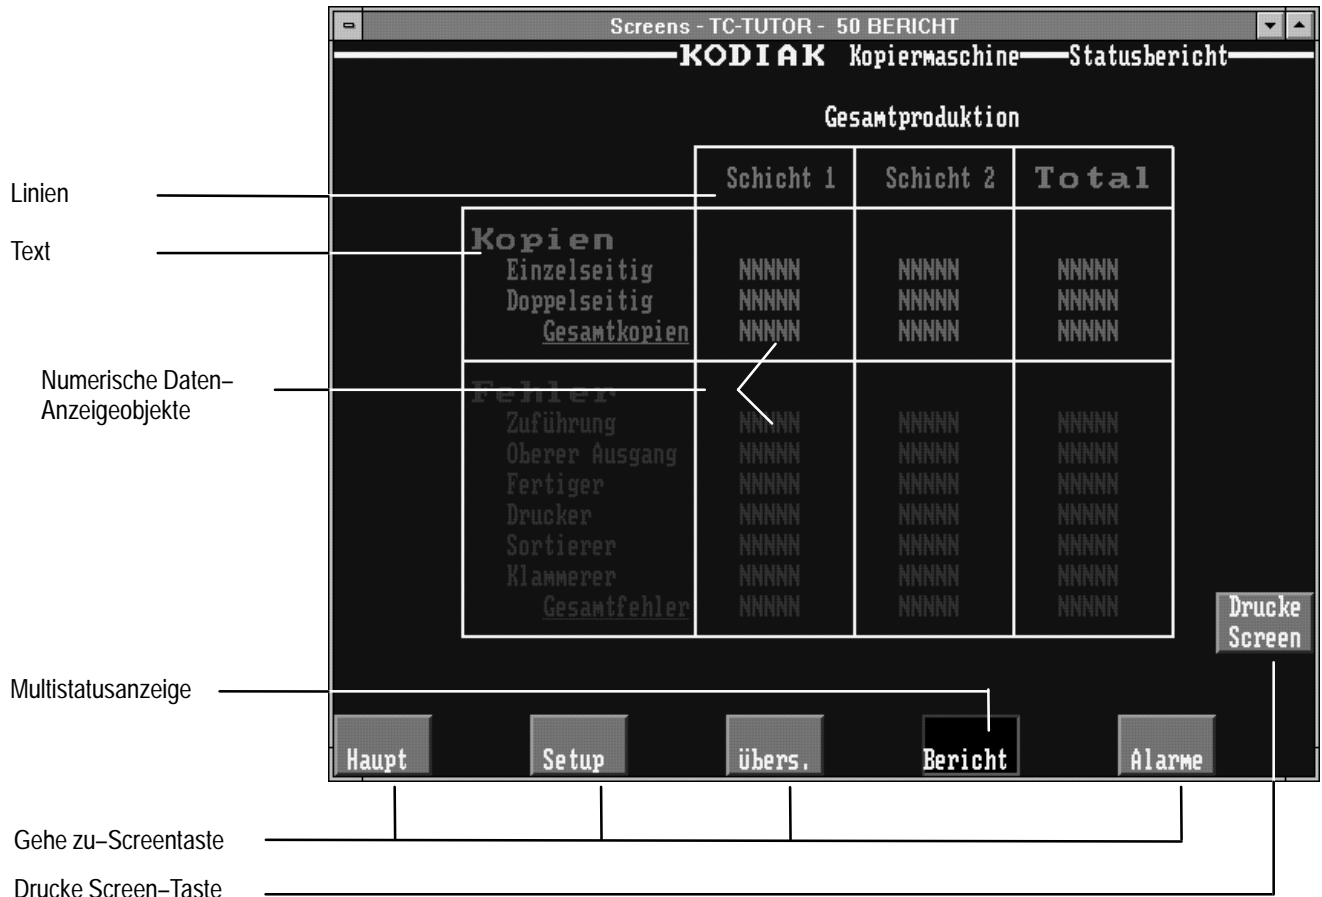 Screens - TC-TUTOR - 50 BERICHT
KODIAK Kopiermaschine Statusbericht
Gesamtproduktion
Schicht 1 Schicht 2 Total
Linien
Text
Kopien
Einzelseitig NNNNN NNNNN NNNNN
Doppelseitig NNNNN NNNNN NNNNN
Gesamtkopien NNNNN NNNNN NNNNN
Numerische Daten–
Anzeigeobjekte
Fehler
Zuführung NNNNN NNNNN NNNNN
Oberer Ausgang NNNNN NNNNN NNNNN
Fertiger NNNNN NNNNN NNNNN
Drucker NNNNN NNNNN NNNNN
Sortierer NNNNN NNNNN NNNNN
Klammerer NNNNN NNNNN NNNNN
Gesamtfehler NNNNN NNNNN NNNNN
Drucke
Screen
Multistatusanzeige
Haupt Setup übers. Bericht Alarme
Gehe zu–Screentaste
Drucke Screen–Taste